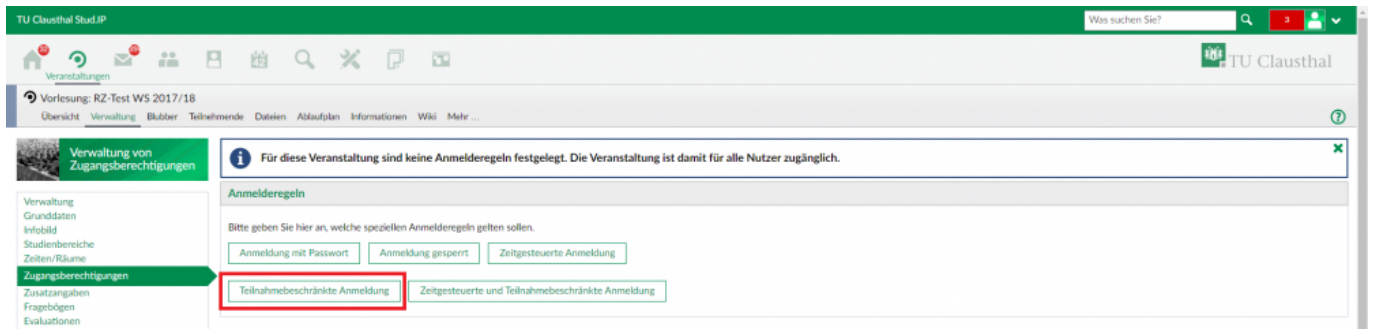 TU Clausthal Stud.IP
Was suchen Sie?
3
Veranstaltungen
TU Clausthal
Vorlesung: RZ-Test WS 2017/18
Übersicht Verwaltung Blubber Teilnehmende Dateien Ablaufplan Informationen Wiki Mehr ...
Verwaltung von
Zugangsberechtigungen
Für diese Veranstaltung sind keine Anmelderegeln festgelegt. Die Veranstaltung ist damit für alle Nutzer zugänglich.
Verwaltung
Grunddaten
Infobild
Studienbereiche
Zeiten/Räume
Zugangsberechtigungen
Zusatzangaben
Fragebögen
Evaluationen
Anmelderegeln
Bitte geben Sie hier an, welche speziellen Anmelderegeln gelten sollen.
Anmeldung mit Passwort Anmeldung gesperrt Zeitgesteuerte Anmeldung
Teilnahmebeschränkte Anmeldung Zeitgesteuerte und Teilnahmebeschränkte Anmeldung